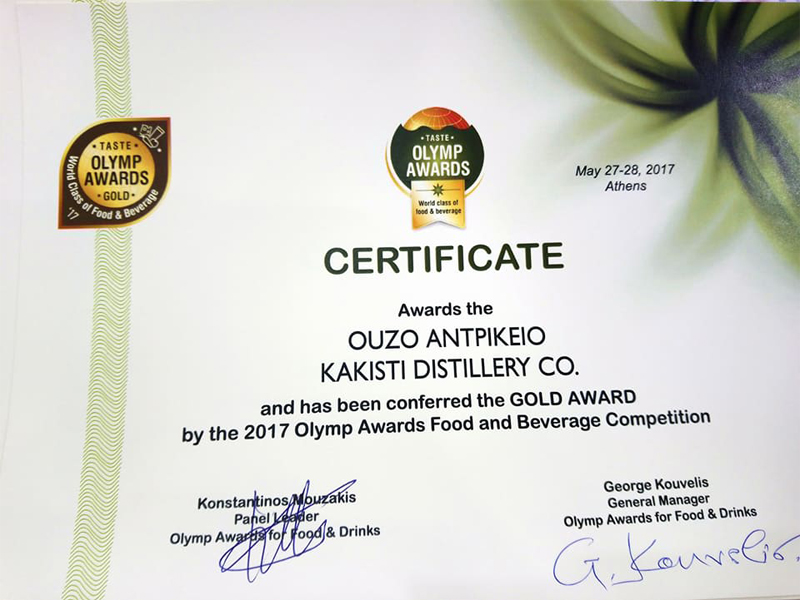 TASTE
OLYMP
AWARDS
GOLD
World Class of Food & Beverage
'17
TASTE
OLYMP
AWARDS
World class of
food & beverage
May 27-28, 2017
Athens
CERTIFICATE
Awards the
OUZO ANTPIKEIO
KAKISTI DISTILLERY CO.
and has been conferred the GOLD AWARD
by the 2017 Olymp Awards Food and Beverage Competition
Konstantinos Mouzakis
Panel Leader
Olymp Awards for Food & Drinks
George Kouvelis
General Manager
Olymp Awards for Food & Drinks
G. Kouvelis